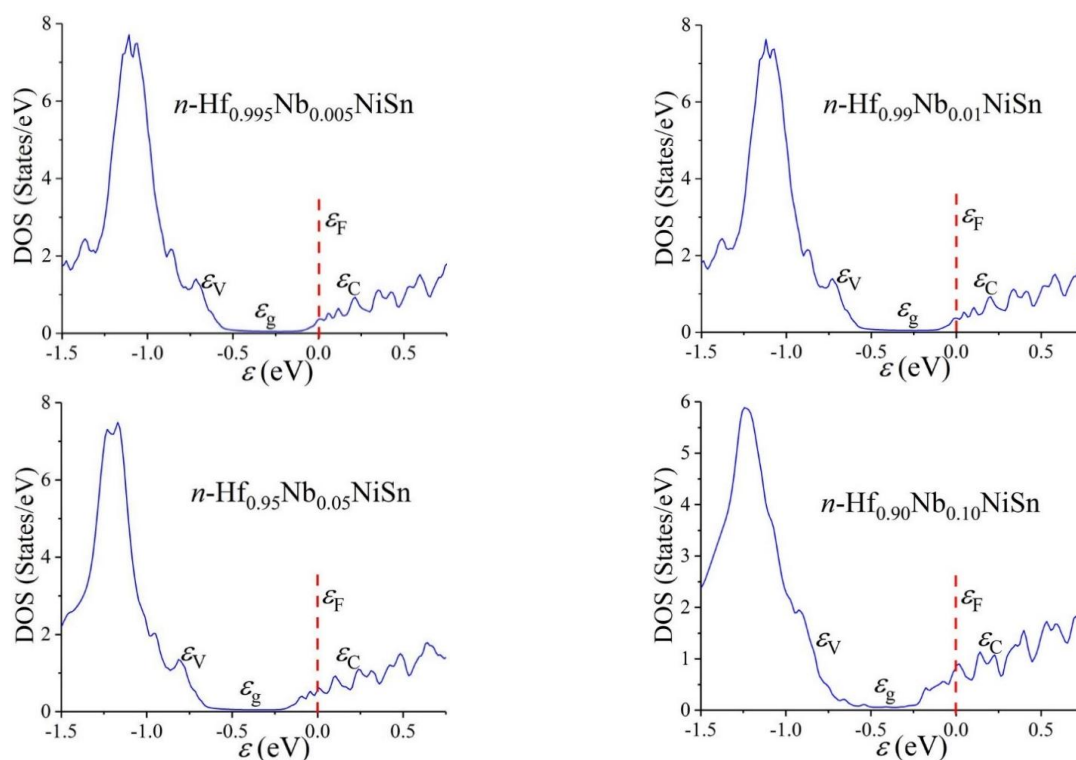 8
6
4
2
0
DOS (States/eV)
n-Hf₀.₉₉₅Nb₀.₀₀₅NiSn
εF
εV
εC
εg
-1.5 -1.0 -0.5 0.0 0.5
ε (eV)
8
6
4
2
0
DOS (States/eV)
n-Hf₀.₉₉Nb₀.₀₁NiSn
εF
εV
εC
εg
-1.5 -1.0 -0.5 0.0 0.5
ε (eV)
8
6
4
2
0
DOS (States/eV)
n-Hf₀.₉₅Nb₀.₀₅NiSn
εF
εV
εC
εg
-1.5 -1.0 -0.5 0.0 0.5
ε (eV)
6
5
4
3
2
1
0
DOS (States/eV)
n-Hf₀.₉₀Nb₀.₁₀NiSn
εF
εV
εC
εg
-1.5 -1.0 -0.5 0.0 0.5
ε (eV)